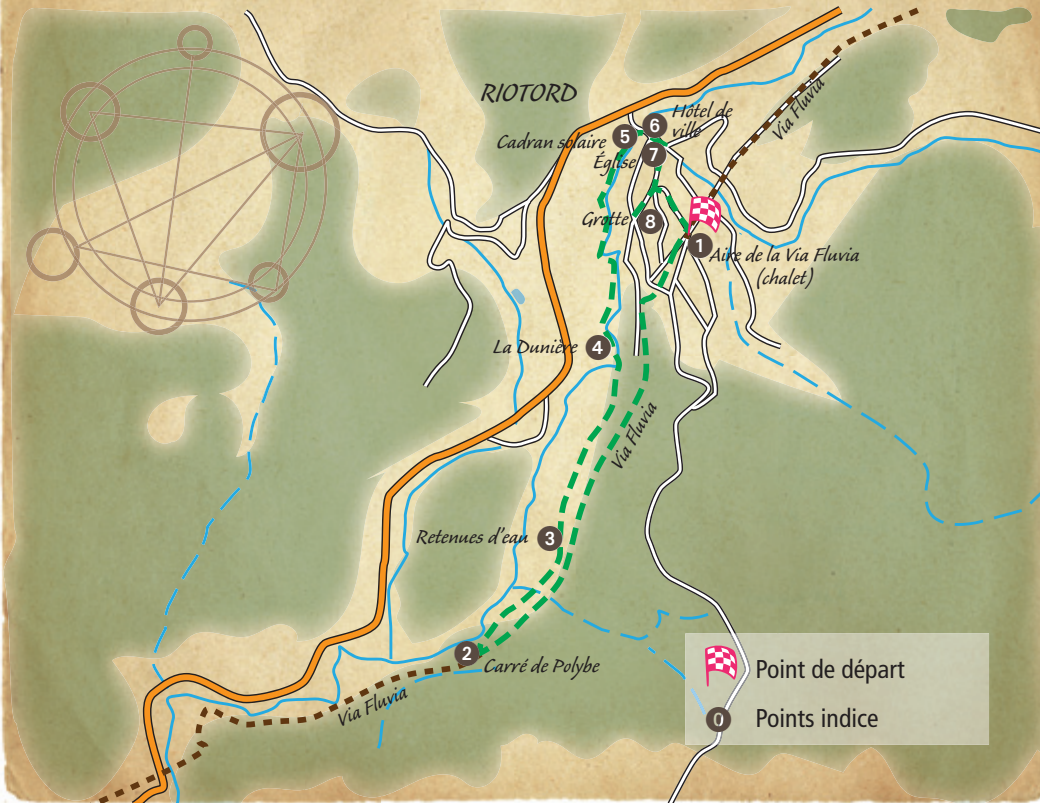 RIOTORD
Hôtel de
ville
6
5
Cadran solaire
7
Église
Via Fluvia
Grotte
8
1
Aire de la Via Fluvia
(chalet)
La Dunière
4
Via Fluvia
Retenues d'eau
3
2
Carré de Polybe
Via Fluvia
Point de départ
0
Points indice